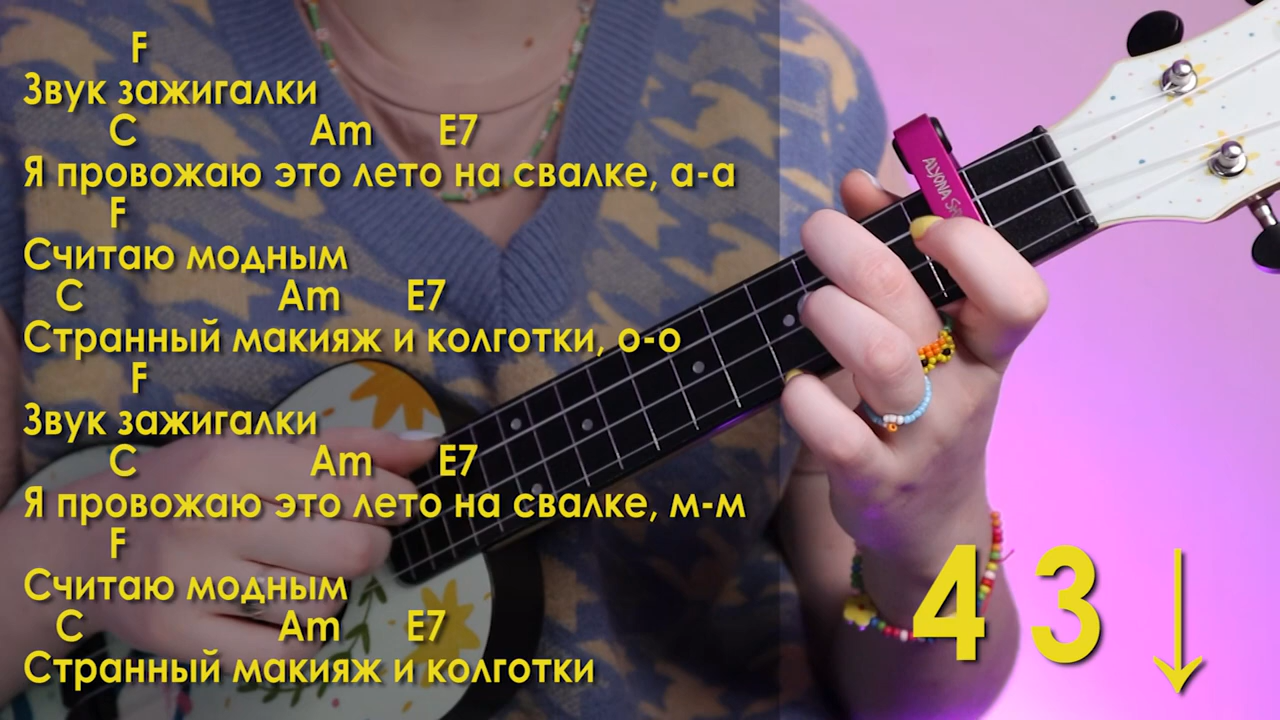 F
Звук зажигалки
C Am E7
Я провожаю это лето на свалке, а-а
F
Считаю модным
C Am E7
Странный макияж и колготки, о-о
F
Звук зажигалки
C Am E7
Я провожаю это лето на свалке, м-м
F
Считаю модным
C Am E7
Странный макияж и колготки
ALYONA
4 3 ↓